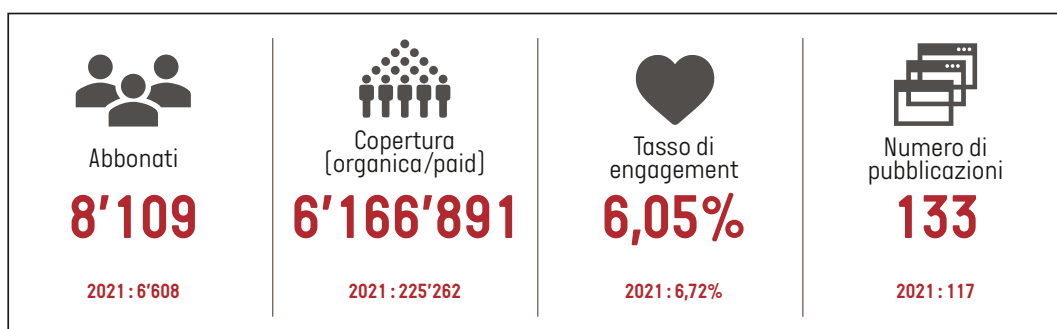 Abbonati
8’109
2021 : 6’608
Copertura
(organica/paid)
6’166’891
2021 : 225’262
Tasso di
engagement
6,05%
2021 : 6,72%
Numero di
pubblicazioni
133
2021 : 117